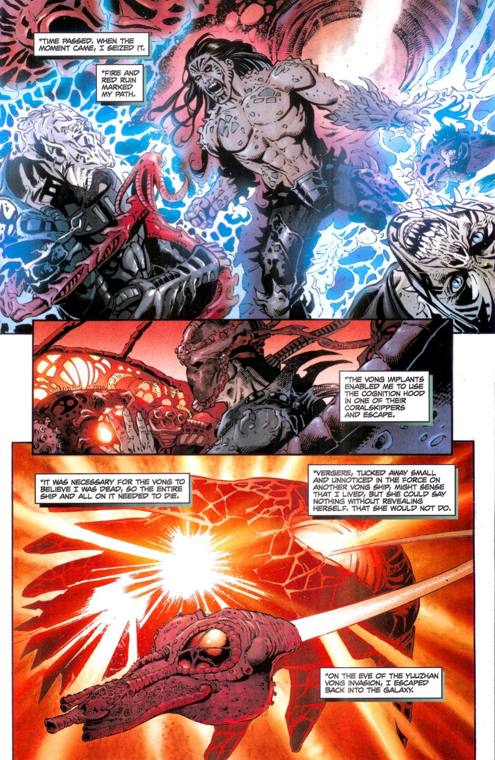 "TIME PASSED. WHEN THE
MOMENT CAME, I SEIZED IT.
"FIRE AND
RED RUIN
MARKED
MY PATH.
"THE VONG IMPLANTS
ENABLED ME TO USE
THE COGNITION HOOD
IN ONE OF THEIR
CORALSKIPPERS
AND ESCAPE.
"IT WAS NECESSARY FOR THE VONG TO
BELIEVE I WAS DEAD, SO THE ENTIRE
SHIP AND ALL ON IT NEEDED TO DIE.
"VERGERE, TUCKED AWAY SMALL
AND UNNOTICED IN THE FORCE ON
ANOTHER VONG SHIP, MIGHT SENSE
THAT I LIVED, BUT SHE COULD SAY
NOTHING WITHOUT REVEALING
HERSELF. THAT SHE WOULD NOT DO.
"ON THE EVE OF THE YUUZHAN
VONG INVASION, I ESCAPED
BACK INTO THE GALAXY.